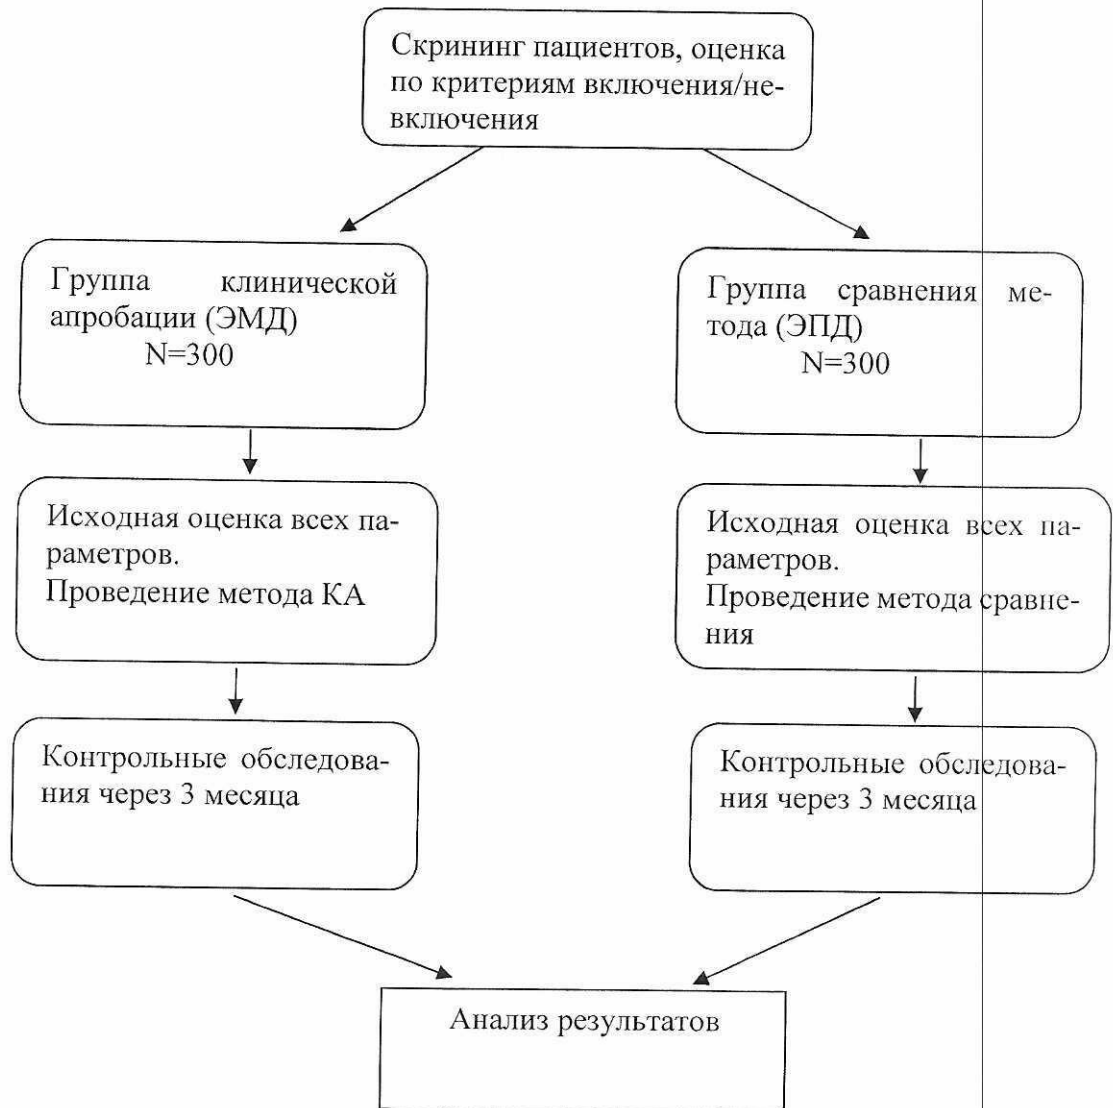 Скрининг пациентов, оценка
по критериям включения/не-
включения
Группа клинической
апробации (ЭМД)
N=300
Группа сравнения ме-
тода (ЭПД)
N=300
Исходная оценка всех па-
раметров.
Проведение метода КА
Исходная оценка всех па-
раметров.
Проведение метода сравне-
ния
Контрольные обследова-
ния через 3 месяца
Контрольные обследова-
ния через 3 месяца
Анализ результатов